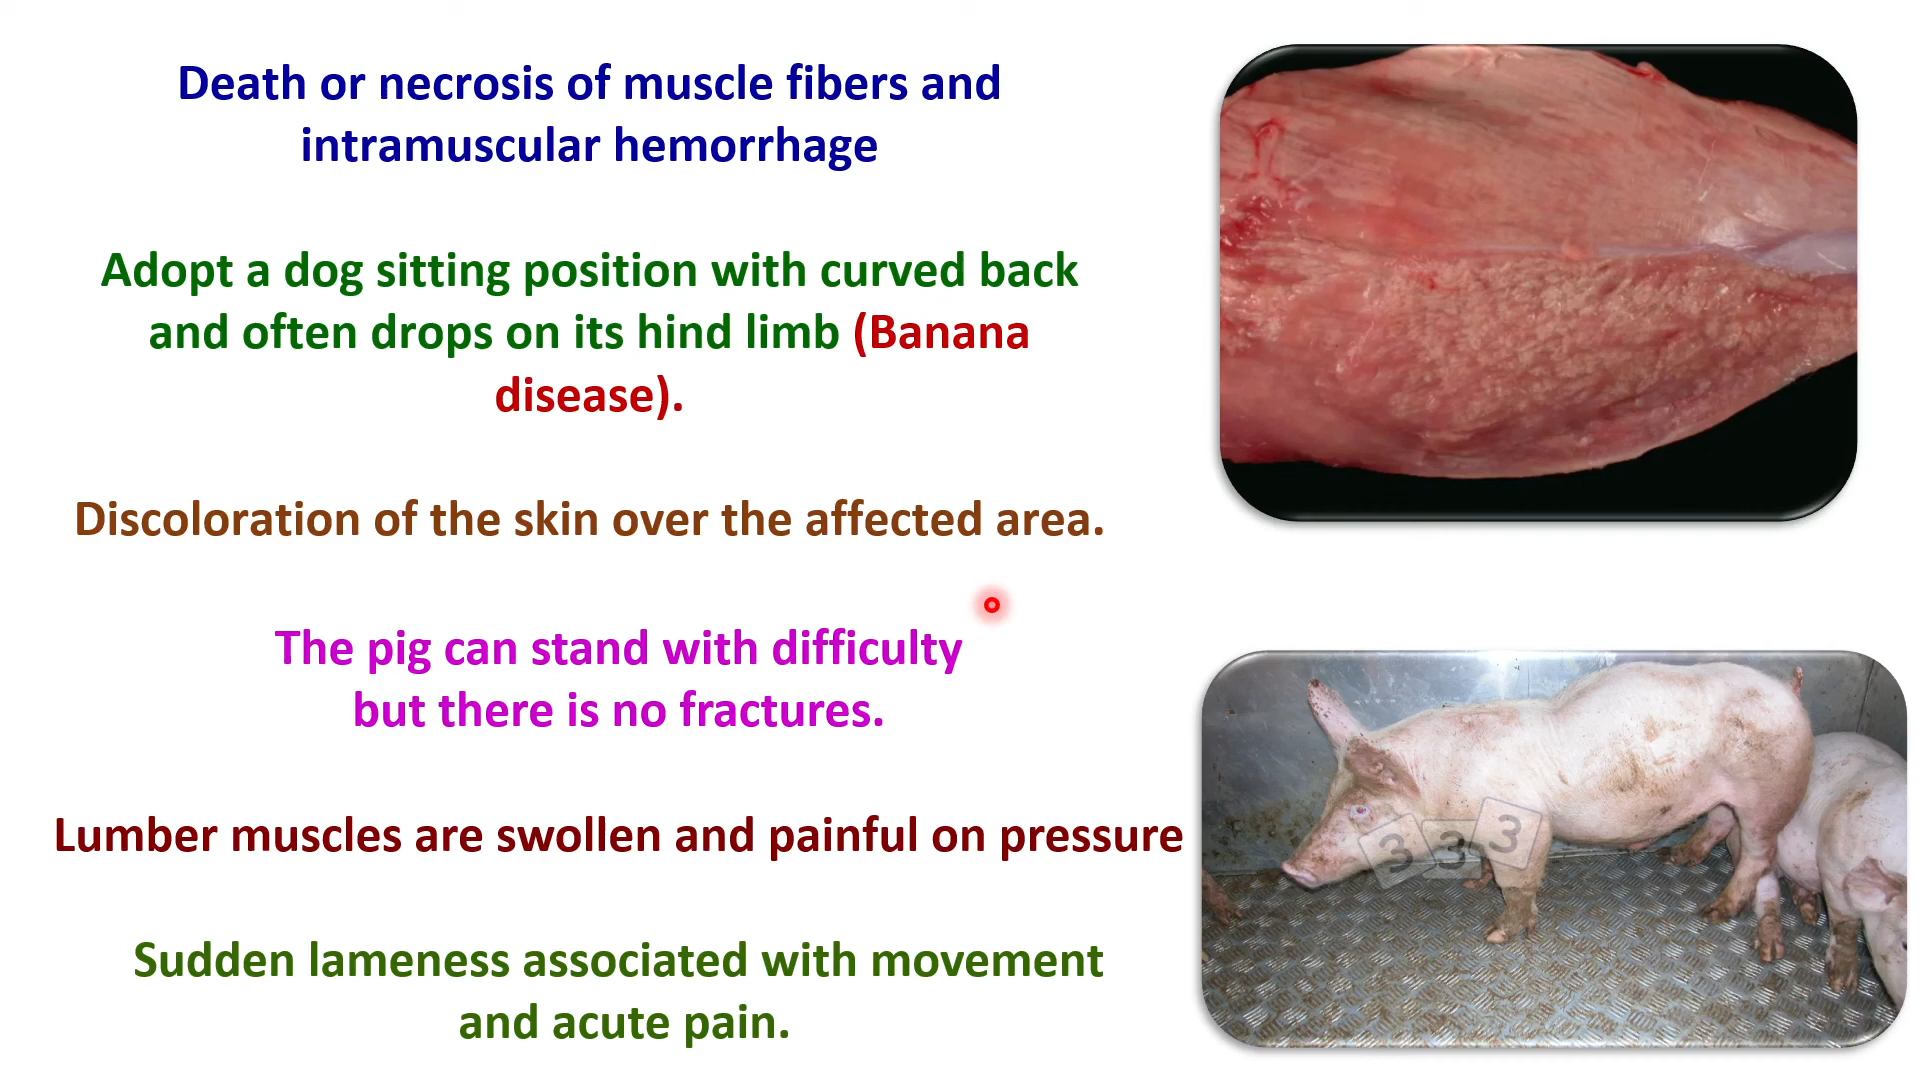 Death or necrosis of muscle fibers and
intramuscular hemorrhage
Adopt a dog sitting position with curved back
and often drops on its hind limb (Banana
disease).
Discoloration of the skin over the affected area.
The pig can stand with difficulty
but there is no fractures.
Lumber muscles are swollen and painful on pressure
Sudden lameness associated with movement
and acute pain.
3 3 3